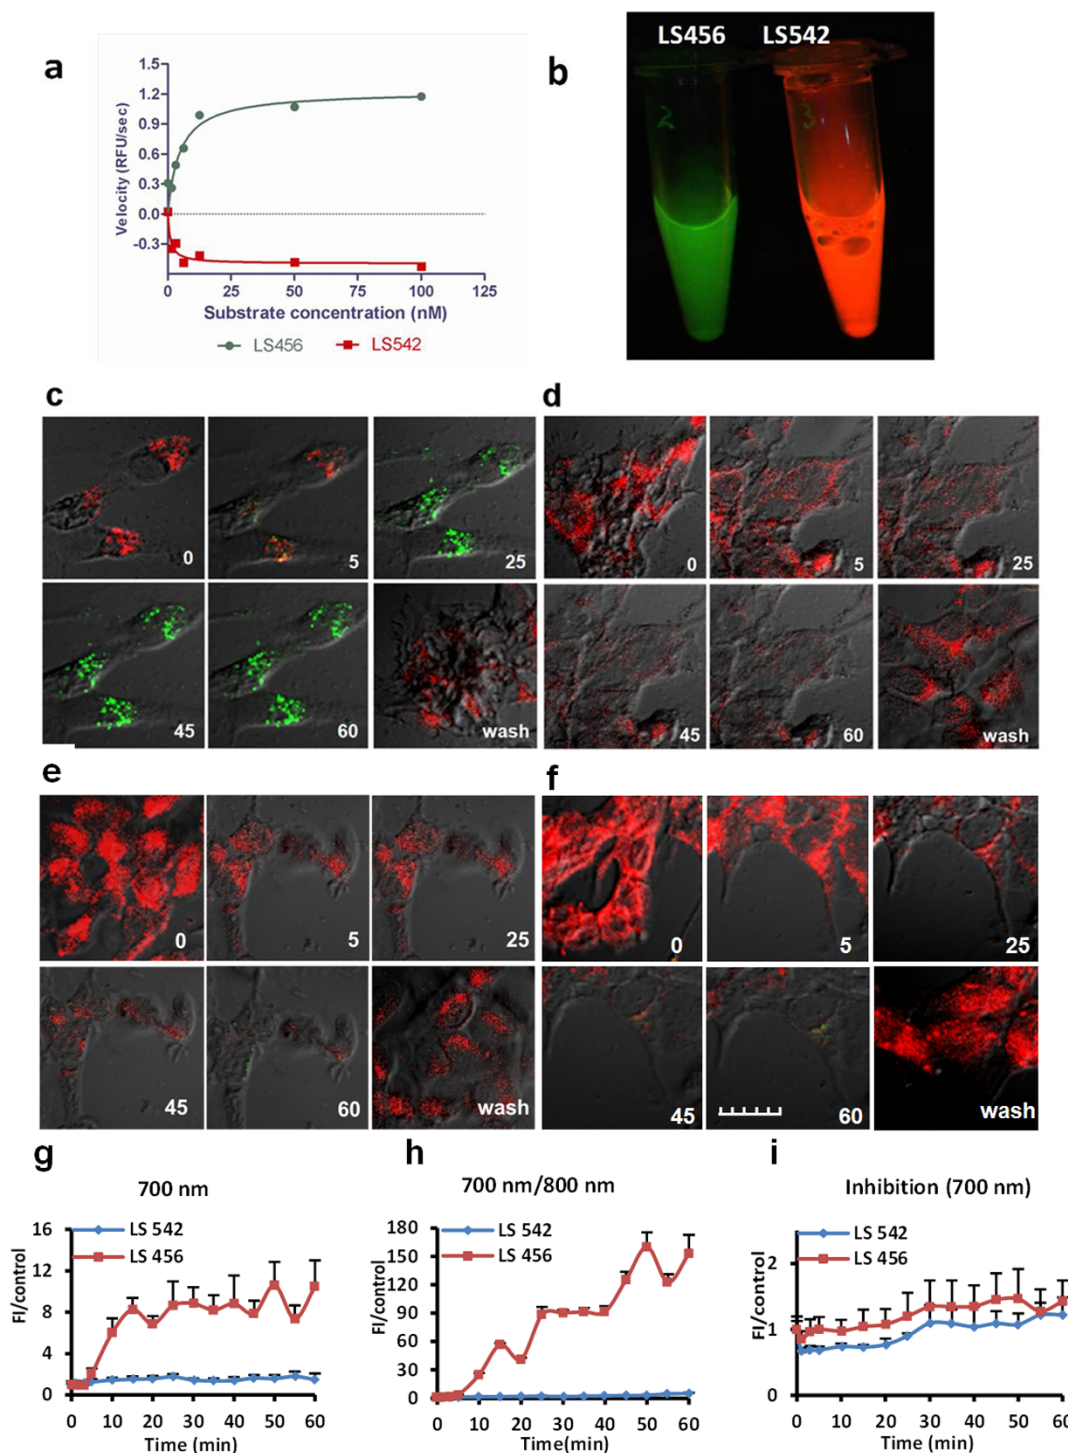 a
1.5
1.2
0.9
0.6
0.3
0.0
-0.3
Velocity (RFU/sec)
0 25 50 75 100 125
Substrate concentration (nM)
LS456 LS542
b
LS456 LS542
2 3
c
0 5 25
45 60 wash
d
0 5 25
45 60 wash
e
0 5 25
45 60 wash
f
0 5 25
45 60 wash
g
700 nm
LS 542
LS 456
16
12
8
4
0
FI/control
0 10 20 30 40 50 60
Time (min)
h
700 nm/800 nm
LS 542
LS 456
180
150
120
90
60
30
0
FI/control
0 10 20 30 40 50 60
Time(min)
i
Inhibition (700 nm)
LS 542
LS 456
2
1
0
FI/control
0 10 20 30 40 50 60
Time (min)